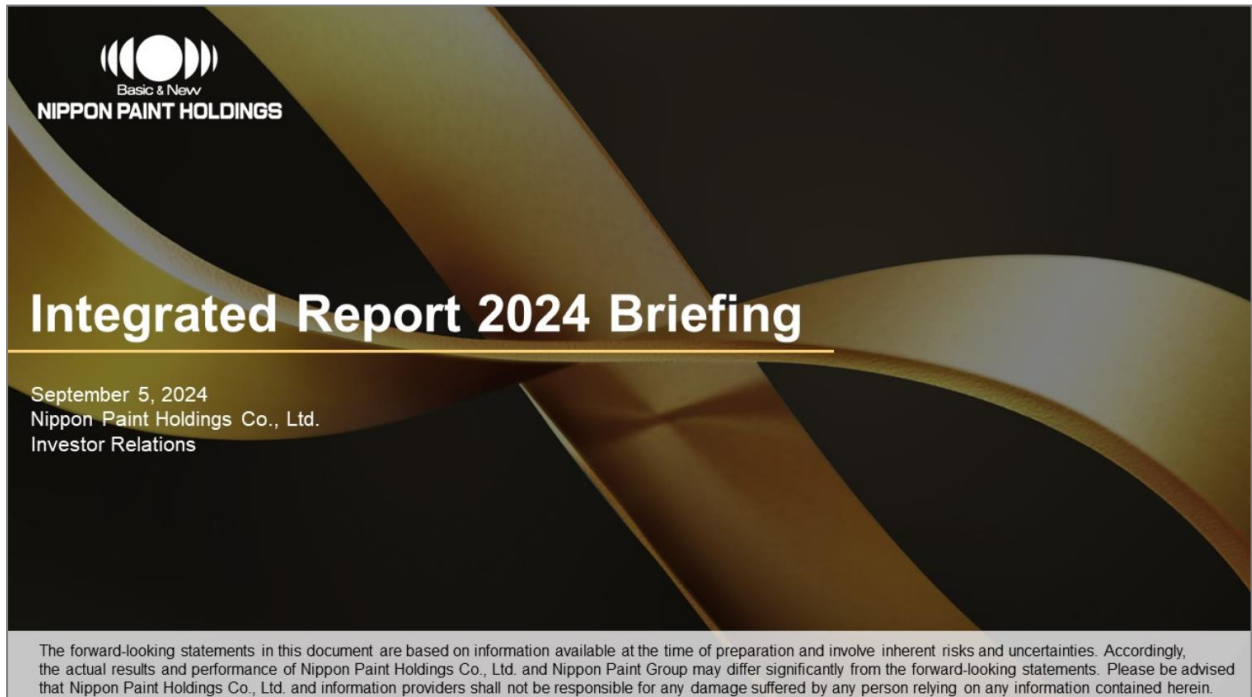 Basic & New
NIPPON PAINT HOLDINGS
Integrated Report 2024 Briefing
September 5, 2024
Nippon Paint Holdings Co., Ltd.
Investor Relations
The forward-looking statements in this document are based on information available at the time of preparation and involve inherent risks and uncertainties. Accordingly,
the actual results and performance of Nippon Paint Holdings Co., Ltd. and Nippon Paint Group may differ significantly from the forward-looking statements. Please be advised
that Nippon Paint Holdings Co., Ltd. and information providers shall not be responsible for any damage suffered by any person relying on any information contained herein